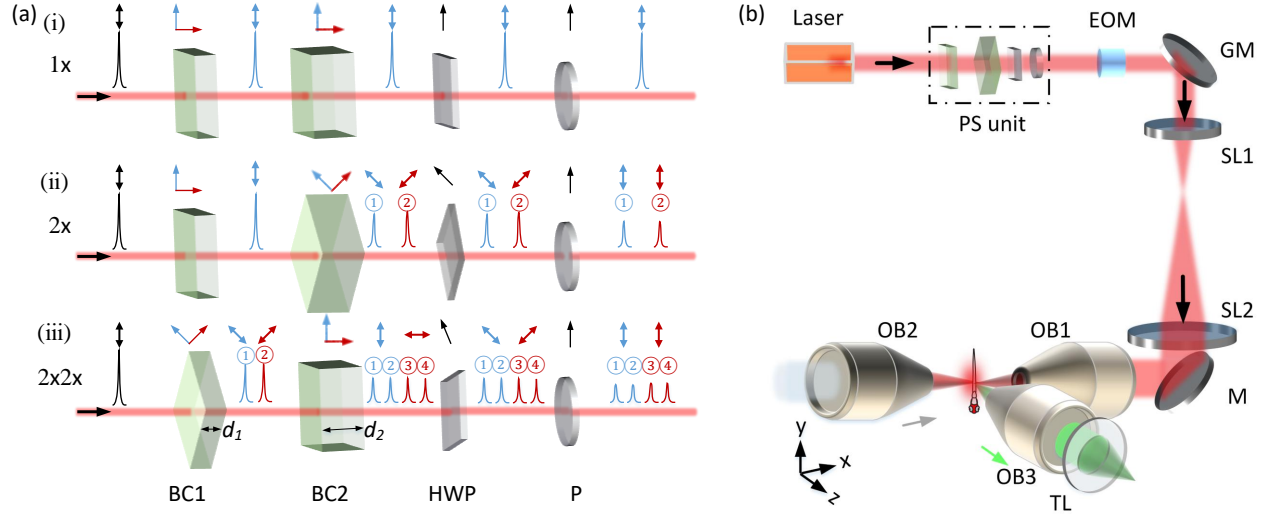 (a)
(i)
1x
(ii)
2x
1 2 1 2 1 2
(iii)
2x2x
1 2 1 2 3 4 1 2 3 4 1 2 3 4
d1 d2
BC1 BC2 HWP P
(b)
Laser
EOM
GM
PS unit
SL1
SL2
OB2 OB1
M
y
x
z
OB3
TL